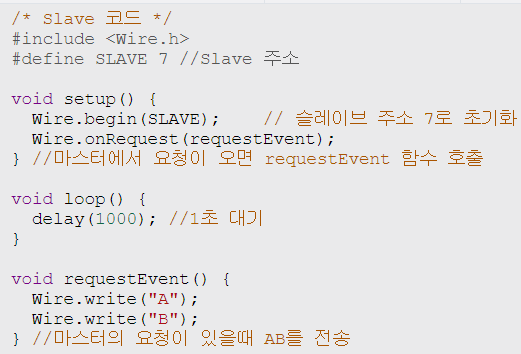 /* Slave 코드 */
#include <Wire.h>
#define SLAVE 7 //Slave 주소
void setup() {
Wire.begin(SLAVE); // 슬레이브 주소 7로 초기화
Wire.onRequest(requestEvent);
} //마스터에서 요청이 오면 requestEvent 함수 호출
void loop() {
delay(1000); //1초 대기
}
void requestEvent() {
Wire.write("A");
Wire.write("B");
} //마스터의 요청이 있을때 AB를 전송